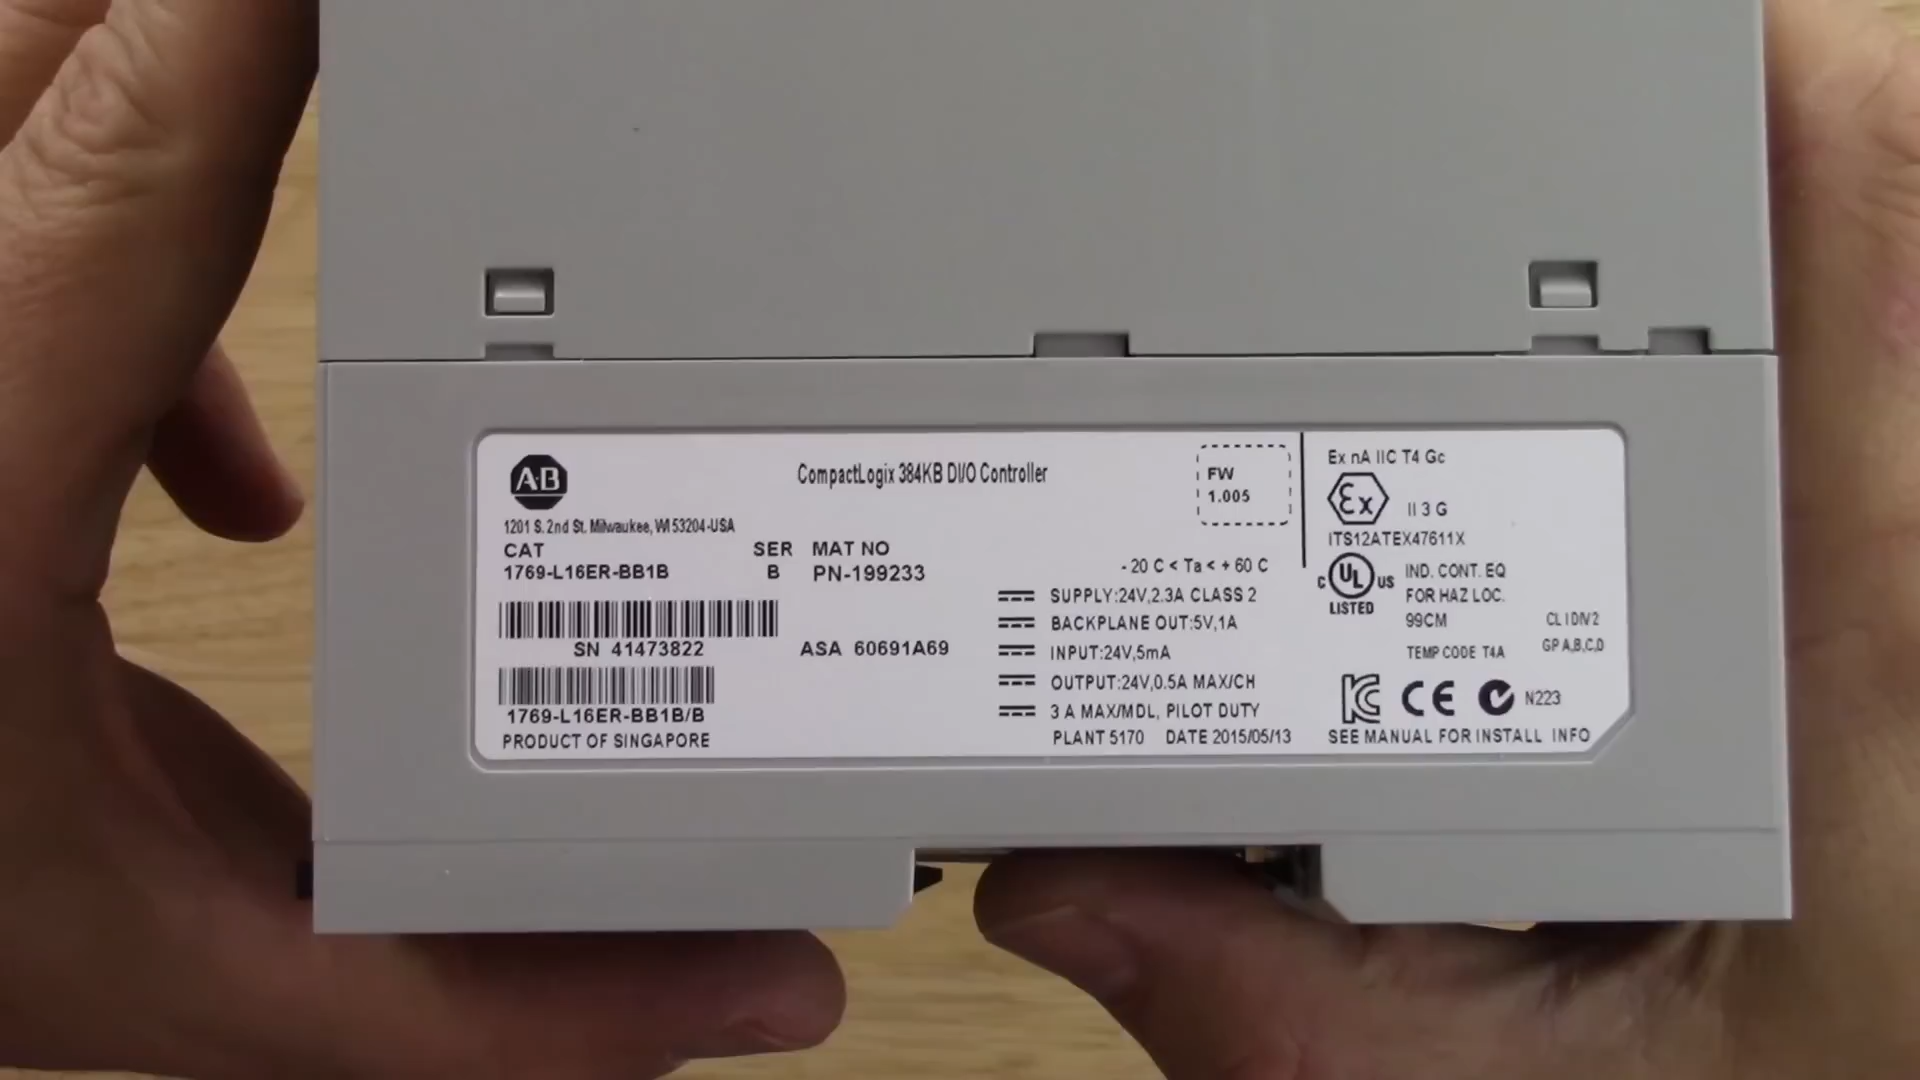 A-B
CompactLogix 384KB DI/O Controller
FW
1.005
1201 S. 2nd St. Milwaukee, WI 53204-USA
CAT SER MAT NO
1769-L16ER-BB1B B PN-199233
SN 41473822
ASA 60691A69
1769-L16ER-BB1B/B
PRODUCT OF SINGAPORE
- 20 C < Ta < + 60 C
SUPPLY:24V,2.3A CLASS 2
BACKPLANE OUT:5V,1A
INPUT:24V,5mA
OUTPUT:24V,0.5A MAX/CH
3 A MAX/MDL, PILOT DUTY
PLANT 5170 DATE 2015/05/13
Ex nA IIC T4 Gc
Ex II 3 G
ITS12ATEX47611X
C UL US
LISTED
IND. CONT. EQ
FOR HAZ LOC.
99CM
CL I DIV 2
GP A,B,C,D
TEMP CODE T4A
KC CE N223
SEE MANUAL FOR INSTALL INFO